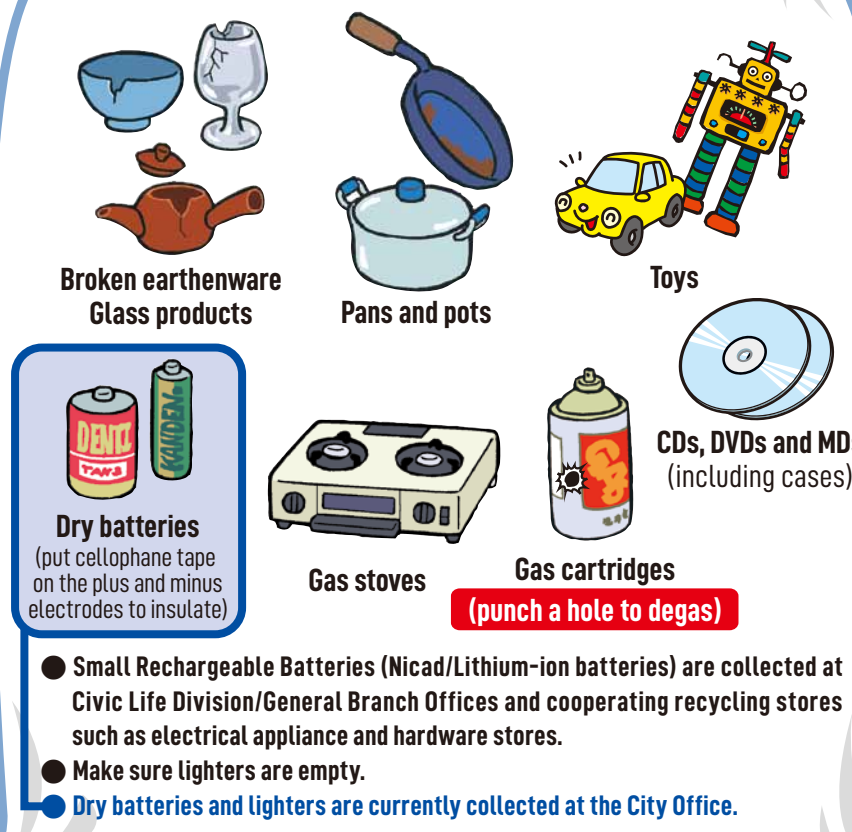 Broken earthenware
Glass products
Pans and pots
Toys
DENTI
KANDEN
Dry batteries
(put cellophane tape
on the plus and minus
electrodes to insulate)
Gas stoves
Gas cartridges
(punch a hole to degas)
CDs, DVDs and MD
(including cases)
● Small Rechargeable Batteries (Nicad/Lithium-ion batteries) are collected at
Civic Life Division/General Branch Offices and cooperating recycling stores
such as electrical appliance and hardware stores.
● Make sure lighters are empty.
● Dry batteries and lighters are currently collected at the City Office.